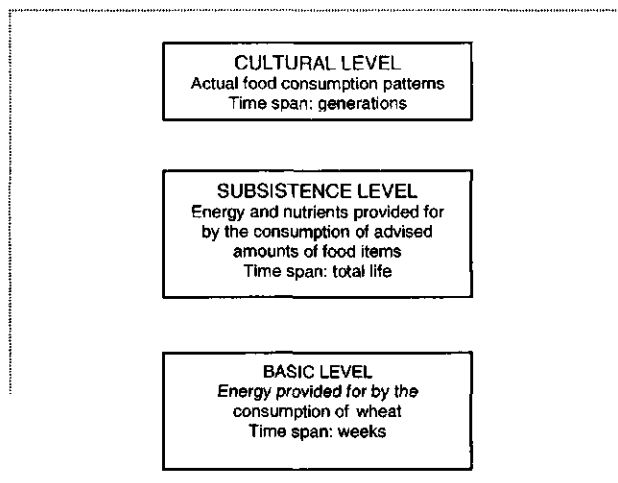 CULTURAL LEVEL
Actual food consumption patterns
Time span: generations
SUBSISTENCE LEVEL
Energy and nutrients provided for
by the consumption of advised
amounts of food items
Time span: total life
BASIC LEVEL
Energy provided for by the
consumption of wheat
Time span: weeks